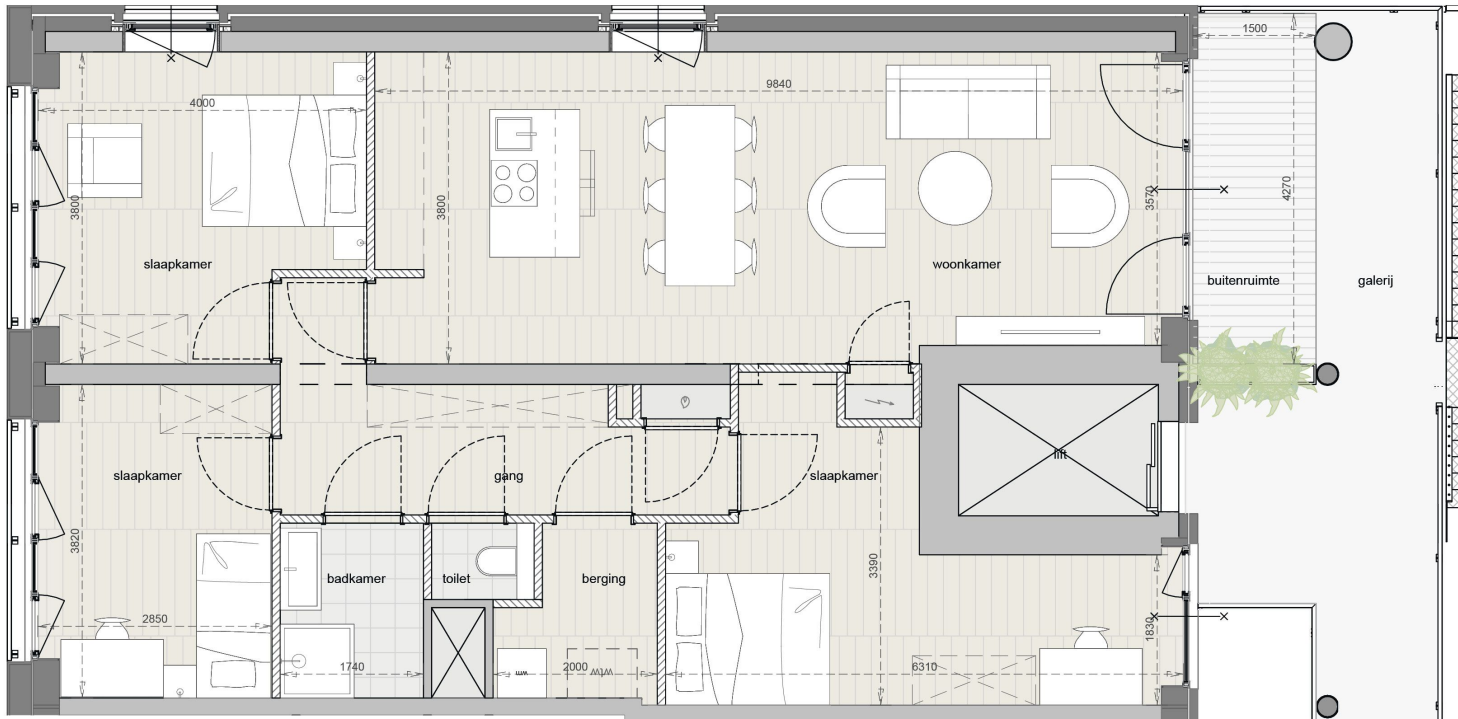 1500
9840
4000
3800
3800
3570
4270
slaapkamer
woonkamer
buitenruimte
galerij
lift
slaapkamer
gang
slaapkamer
3820
3390
badkamer
toilet
berging
2850
1830
1740
wm
2000
wtw
6310